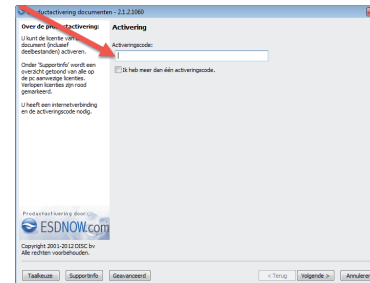 Productactivering documenten - 2.1.2.1060
Over de productactivering:
U kunt de licentie van
document (inclusief
deelbestanden) activeren.
Onder 'Supportinfo' wordt een
overzicht getoond van alle op
de pc aanwezige licenties.
Verlopen licenties zijn rood
gemarkeerd.
U heeft een internetverbinding
en de activeringscode nodig.
Productactivering door:
ESDNOW.com
Copyright 2001-2012 DISC bv
Alle rechten voorbehouden.
Activering
Activeringscode:
Ik heb meer dan één activeringscode.
Taalkeuze
Supportinfo
Geavanceerd
< Terug
Volgende >
Annuleren